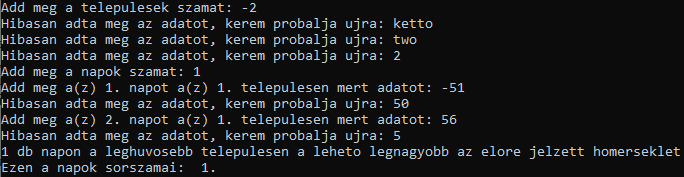 Add meg a telepulesek szamat: -2
Hibasan adta meg az adatot, kerem probalja ujra: ketto
Hibasan adta meg az adatot, kerem probalja ujra: two
Hibasan adta meg az adatot, kerem probalja ujra: 2
Add meg a napok szamat: 1
Add meg a(z) 1. napot a(z) 1. telepulesen mert adatot: -51
Hibasan adta meg az adatot, kerem probalja ujra: 50
Add meg a(z) 2. napot a(z) 1. telepulesen mert adatot: 56
Hibasan adta meg az adatot, kerem probalja ujra: 5
1 db napon a leghuvosebb telepulesen a leheto legnagyobb az elore jelzett homerseklet
Ezen a napok sorszamai:  1.